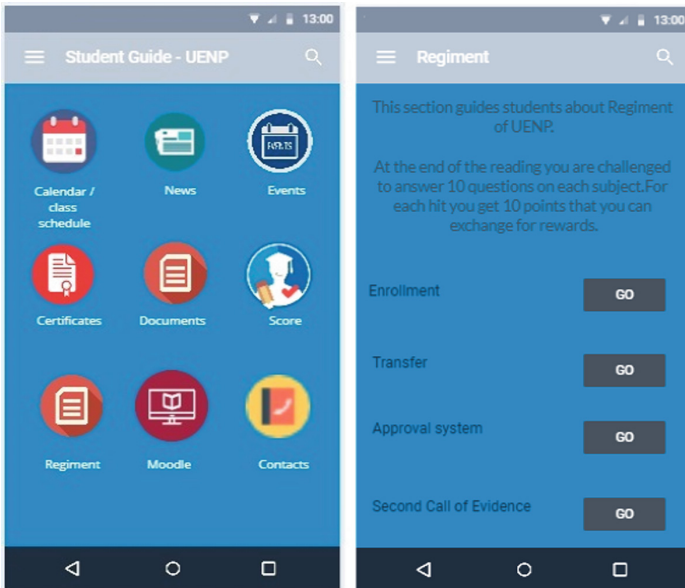 13:00
Student Guide - UENP
Calendar /
class
schedule
News
EVENTS
Events
Certificates
Documents
Score
Regiment
Moodle
Contacts
13:00
Regiment
This section guides students about Regiment
of UENP.
At the end of the reading you are challenged
to answer 10 questions on each subject.For
each hit you get 10 points that you can
exchange for rewards.
Enrollment
GO
Transfer
GO
Approval system
GO
Second Call of Evidence
GO